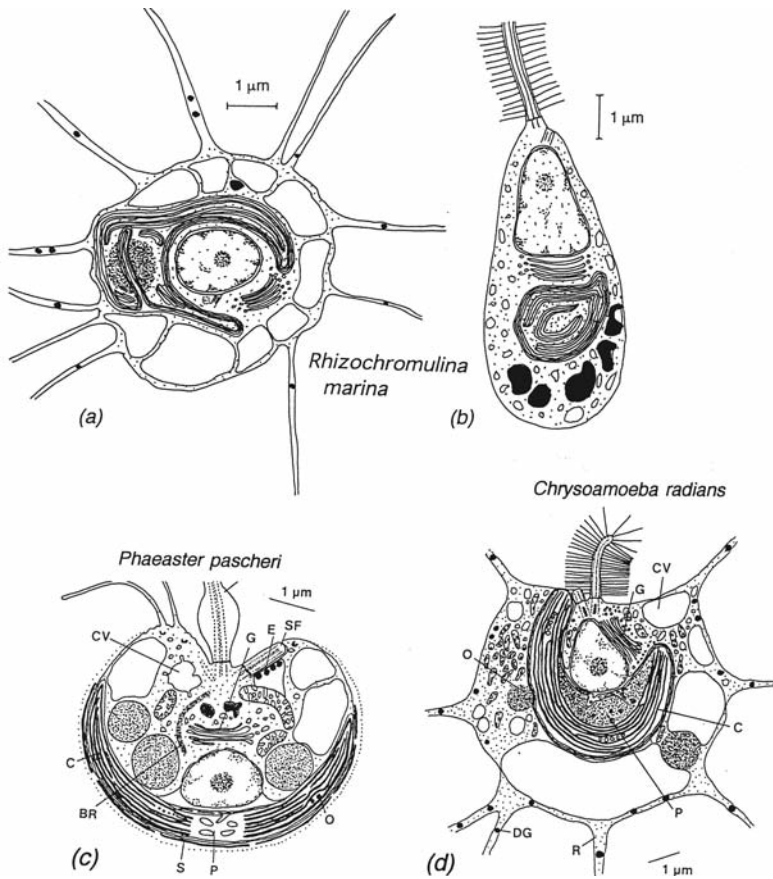 1 µm
1 µm
Rhizochromulina
marina
(a)
(b)
Chrysoamoeba radians
Phaeaster pascheri
1 µm
CV
G
E
SF
C
BR
S
P
O
(c)
G
CV
O
C
P
DG
R
1 µm
(d)